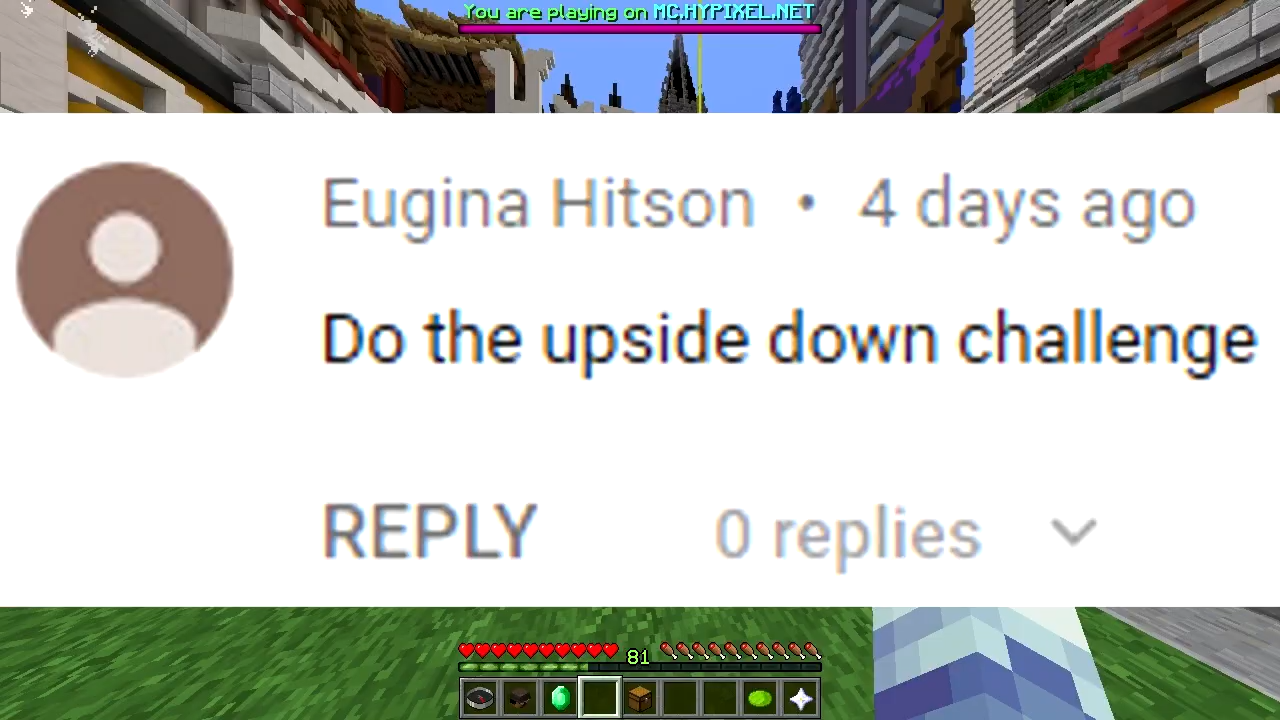 You are playing on MC.HYPIXEL.NET
Eugina Hitson • 4 days ago
Do the upside down challenge
REPLY 0 replies
81